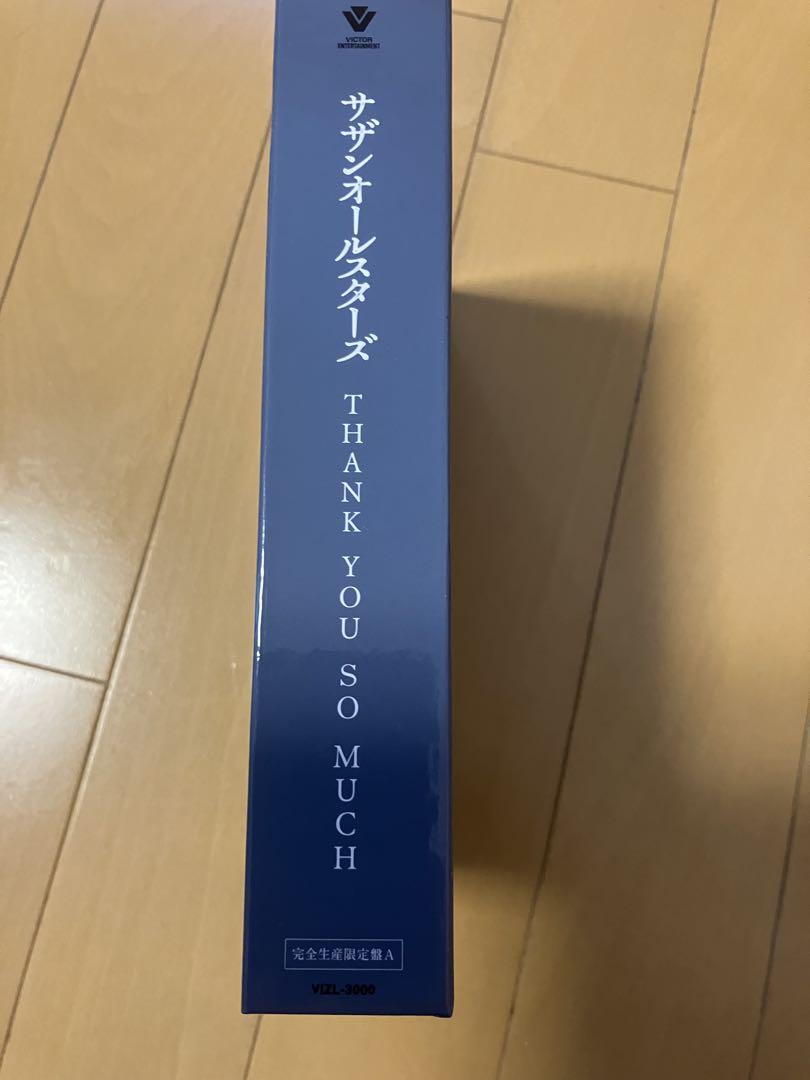 VICTOR
ENTERTAINMENT
サザンオールスターズ
THANK YOU SO MUCH
完全生産限定盤A
VIZL-3000